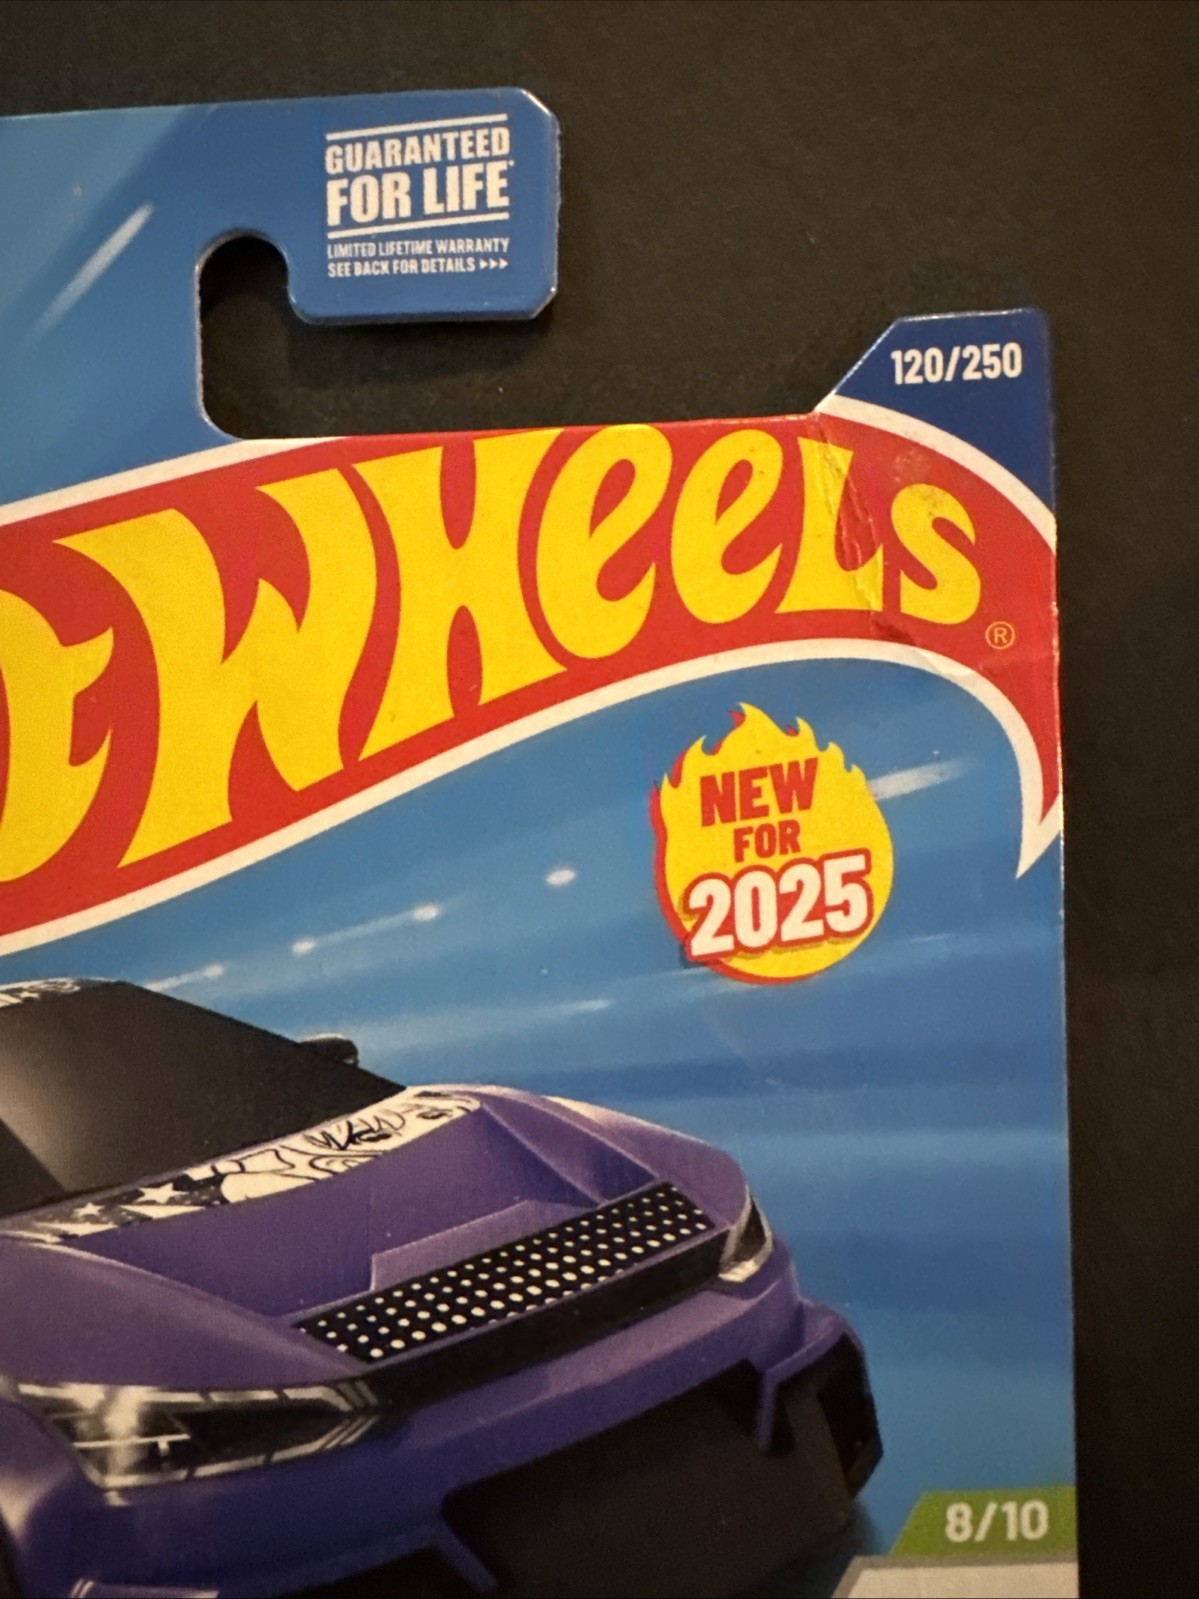 GUARANTEED
FOR LIFE*
LIMITED LIFETIME WARRANTY
SEE BACK FOR DETAILS >>>
120/250
t WHeeLs
®
NEW
FOR
2025
8/10